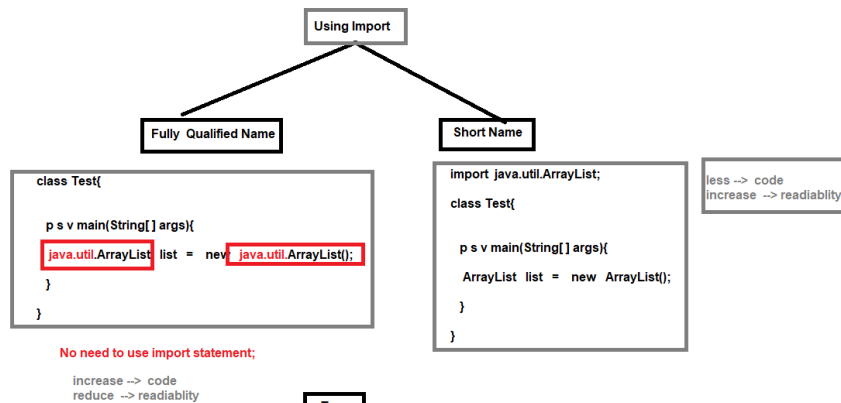 Using Import
Fully Qualified Name
Short Name
class Test{
p s v main(String[ ] args){
java.util.ArrayList list = new java.util.ArrayList();
}
}
No need to use import statement;
increase --> code
reduce --> readiablity
import java.util.ArrayList;
class Test{
p s v main(String[ ] args){
ArrayList list = new ArrayList();
}
}
less --> code
increase --> readiablity